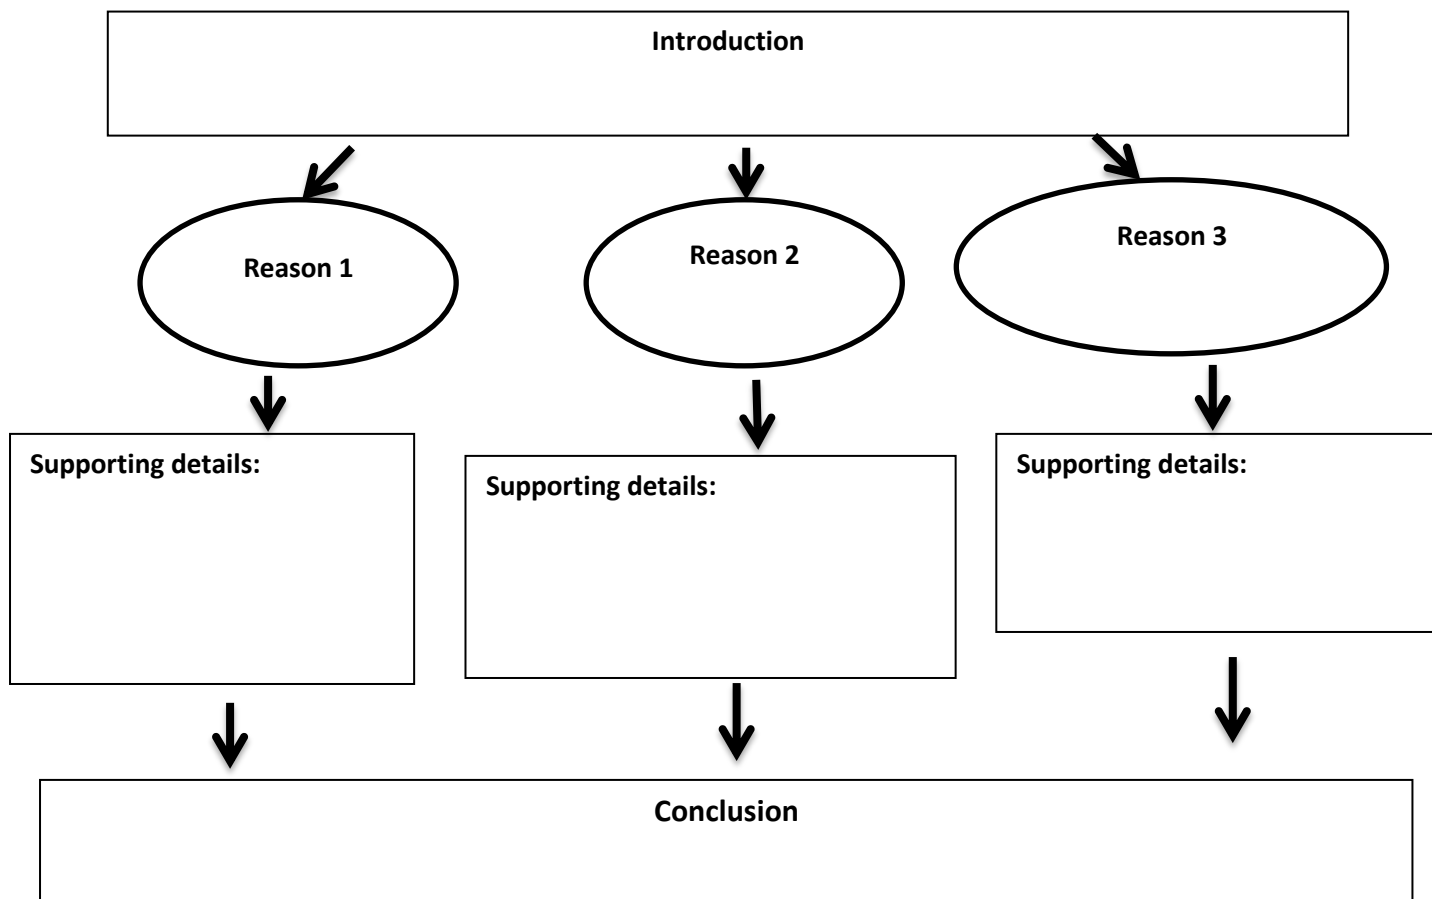 Introduction
Reason 1
Reason 2
Reason 3
Supporting details:
Supporting details:
Supporting details:
Conclusion